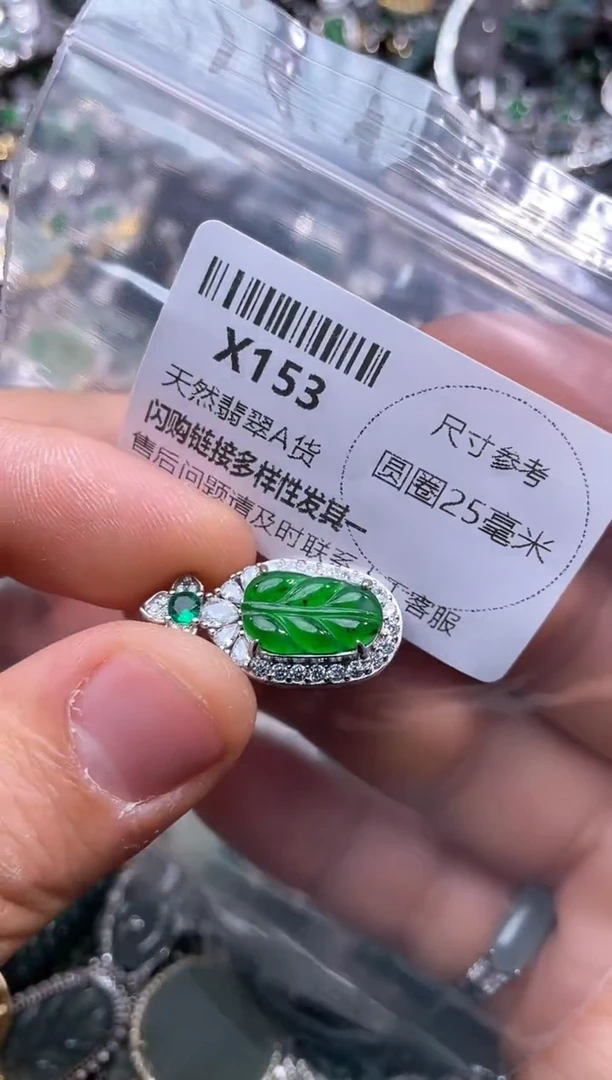 X153
天然翡翠A货
闪购链接多样性发其一
售后问题请及时联系
客服
尺寸参考
圆圈25毫米